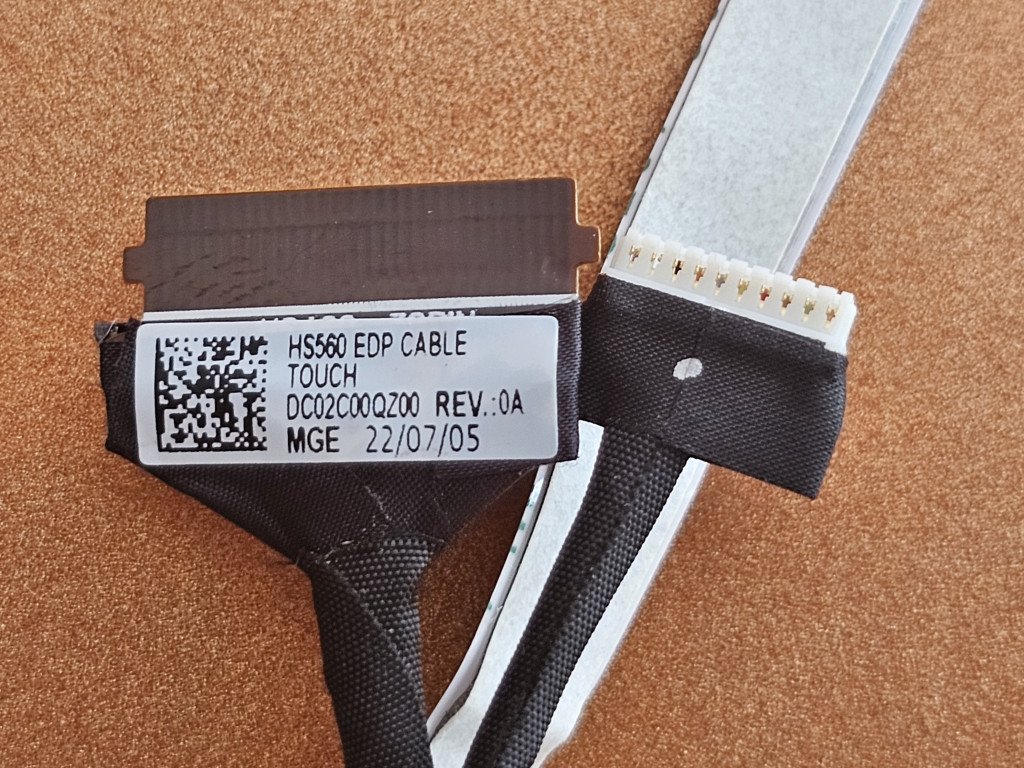 HS560 EDP CABLE
TOUCH
DC02C00QZ00 REV.:0A
MGE 22/07/05